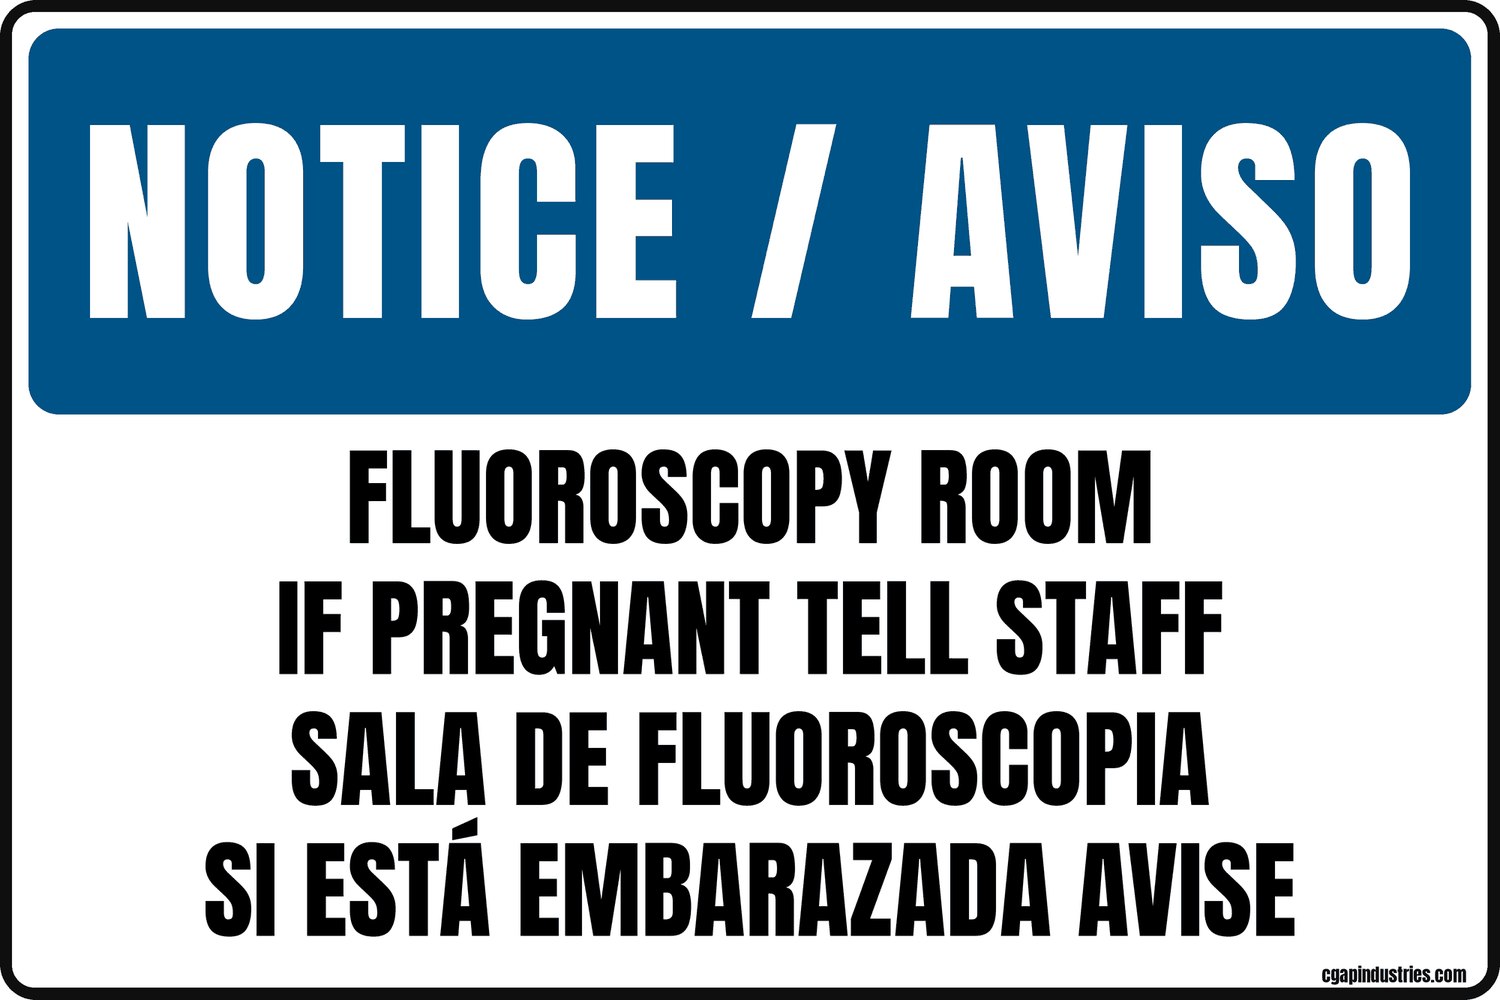 NOTICE / AVISO
FLUOROSCOPY ROOM
IF PREGNANT TELL STAFF
SALA DE FLUOROSCOPIA
SI ESTÁ EMBARAZADA AVISE
cgapindustries.com